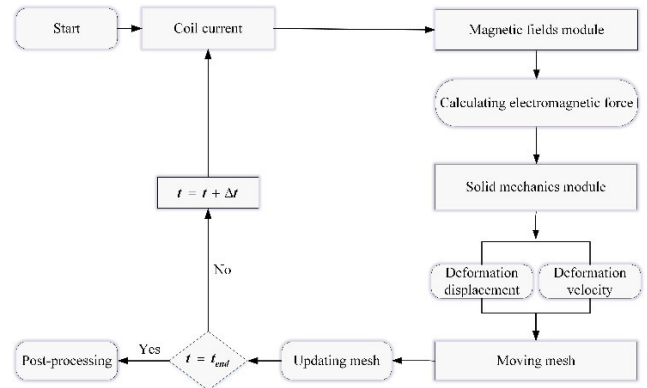 Start
Coil current
Magnetic fields module
Calculating electromagnetic force
Solid mechanics module
Deformation
displacement
Deformation
velocity
Moving mesh
Updating mesh
t = t_end
Yes
Post-processing
No
t = t + Δt